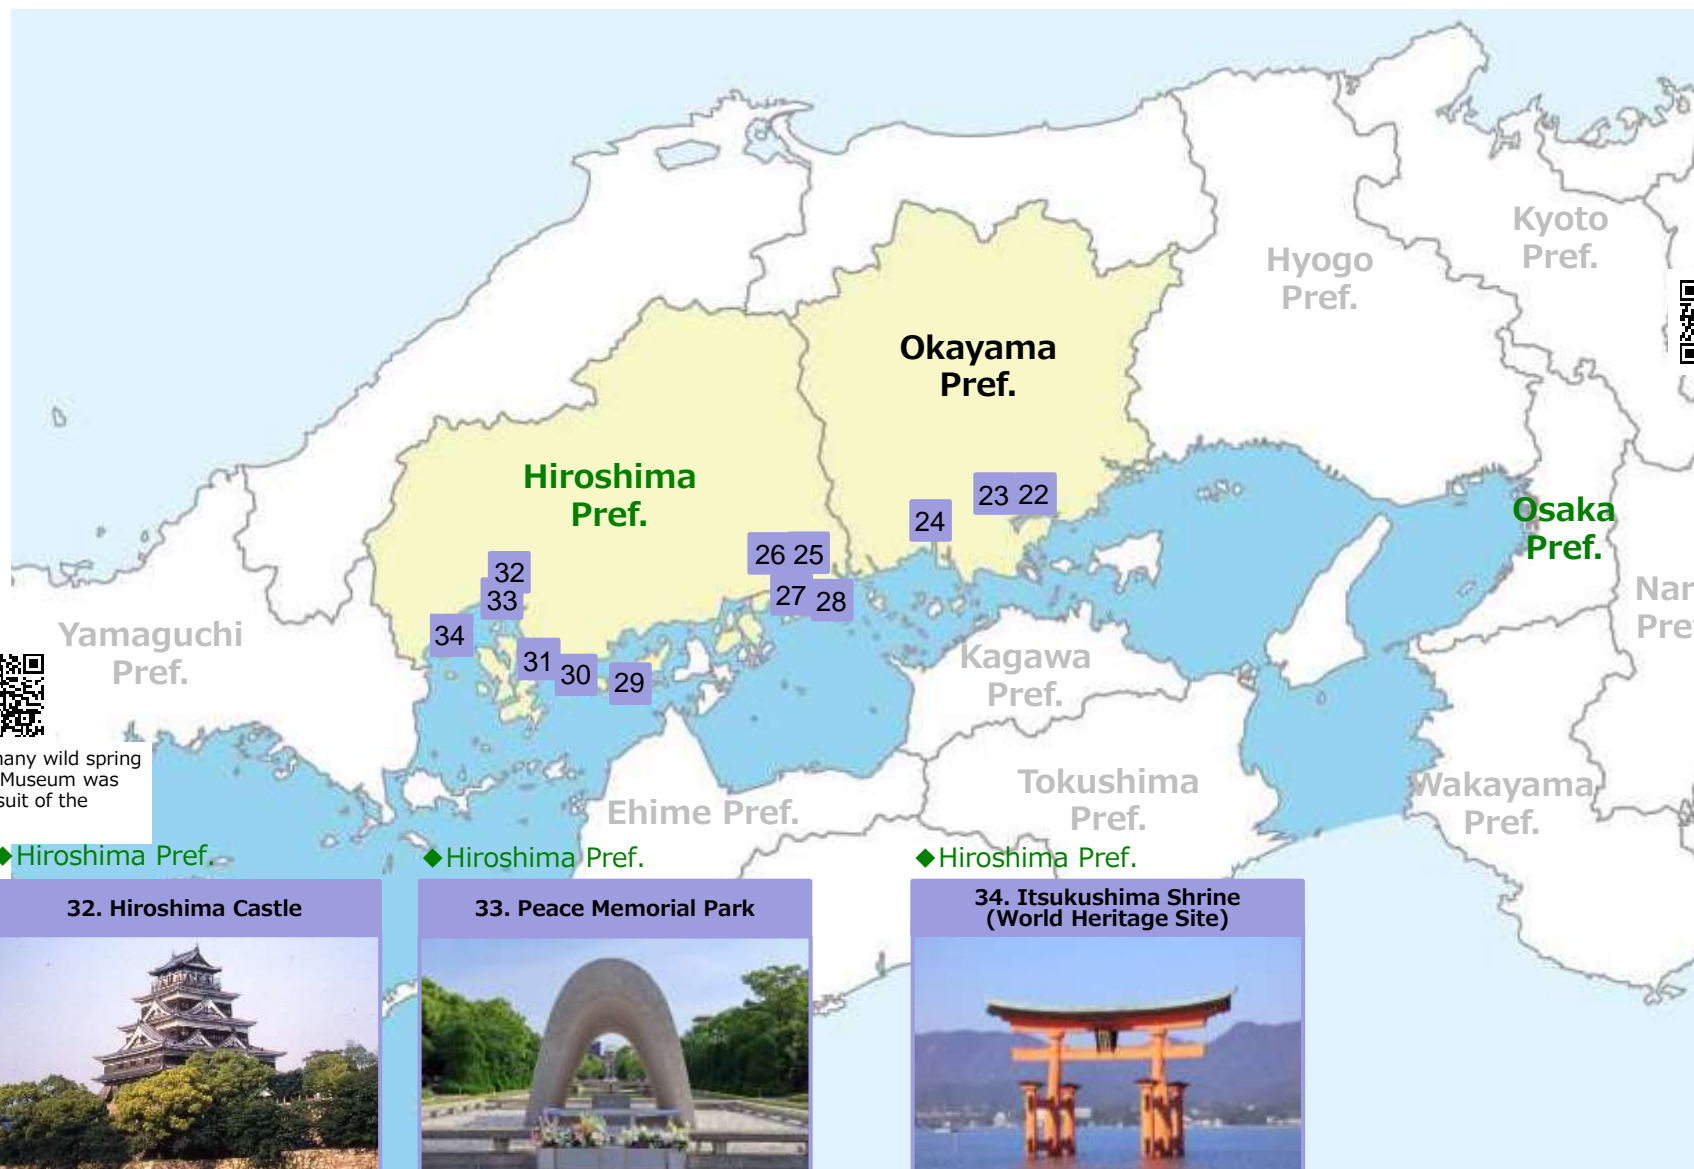 Kyoto
Pref.
Hyogo
Pref.
Okayama
Pref.
Hiroshima
Pref.
23 22
24
Osaka
Pref.
26 25
32
33
27 28
34
31
30
29
Yamaguchi
Pref.
Kagawa
Pref.
Nar
Pre
any wild spring
Museum was
suit of the
Tokushima
Pref.
Wakayama
Pref.
Ehime Pref.
◆Hiroshima Pref.
◆Hiroshima Pref.
◆Hiroshima Pref.
32. Hiroshima Castle
33. Peace Memorial Park
34. Itsukushima Shrine
(World Heritage Site)